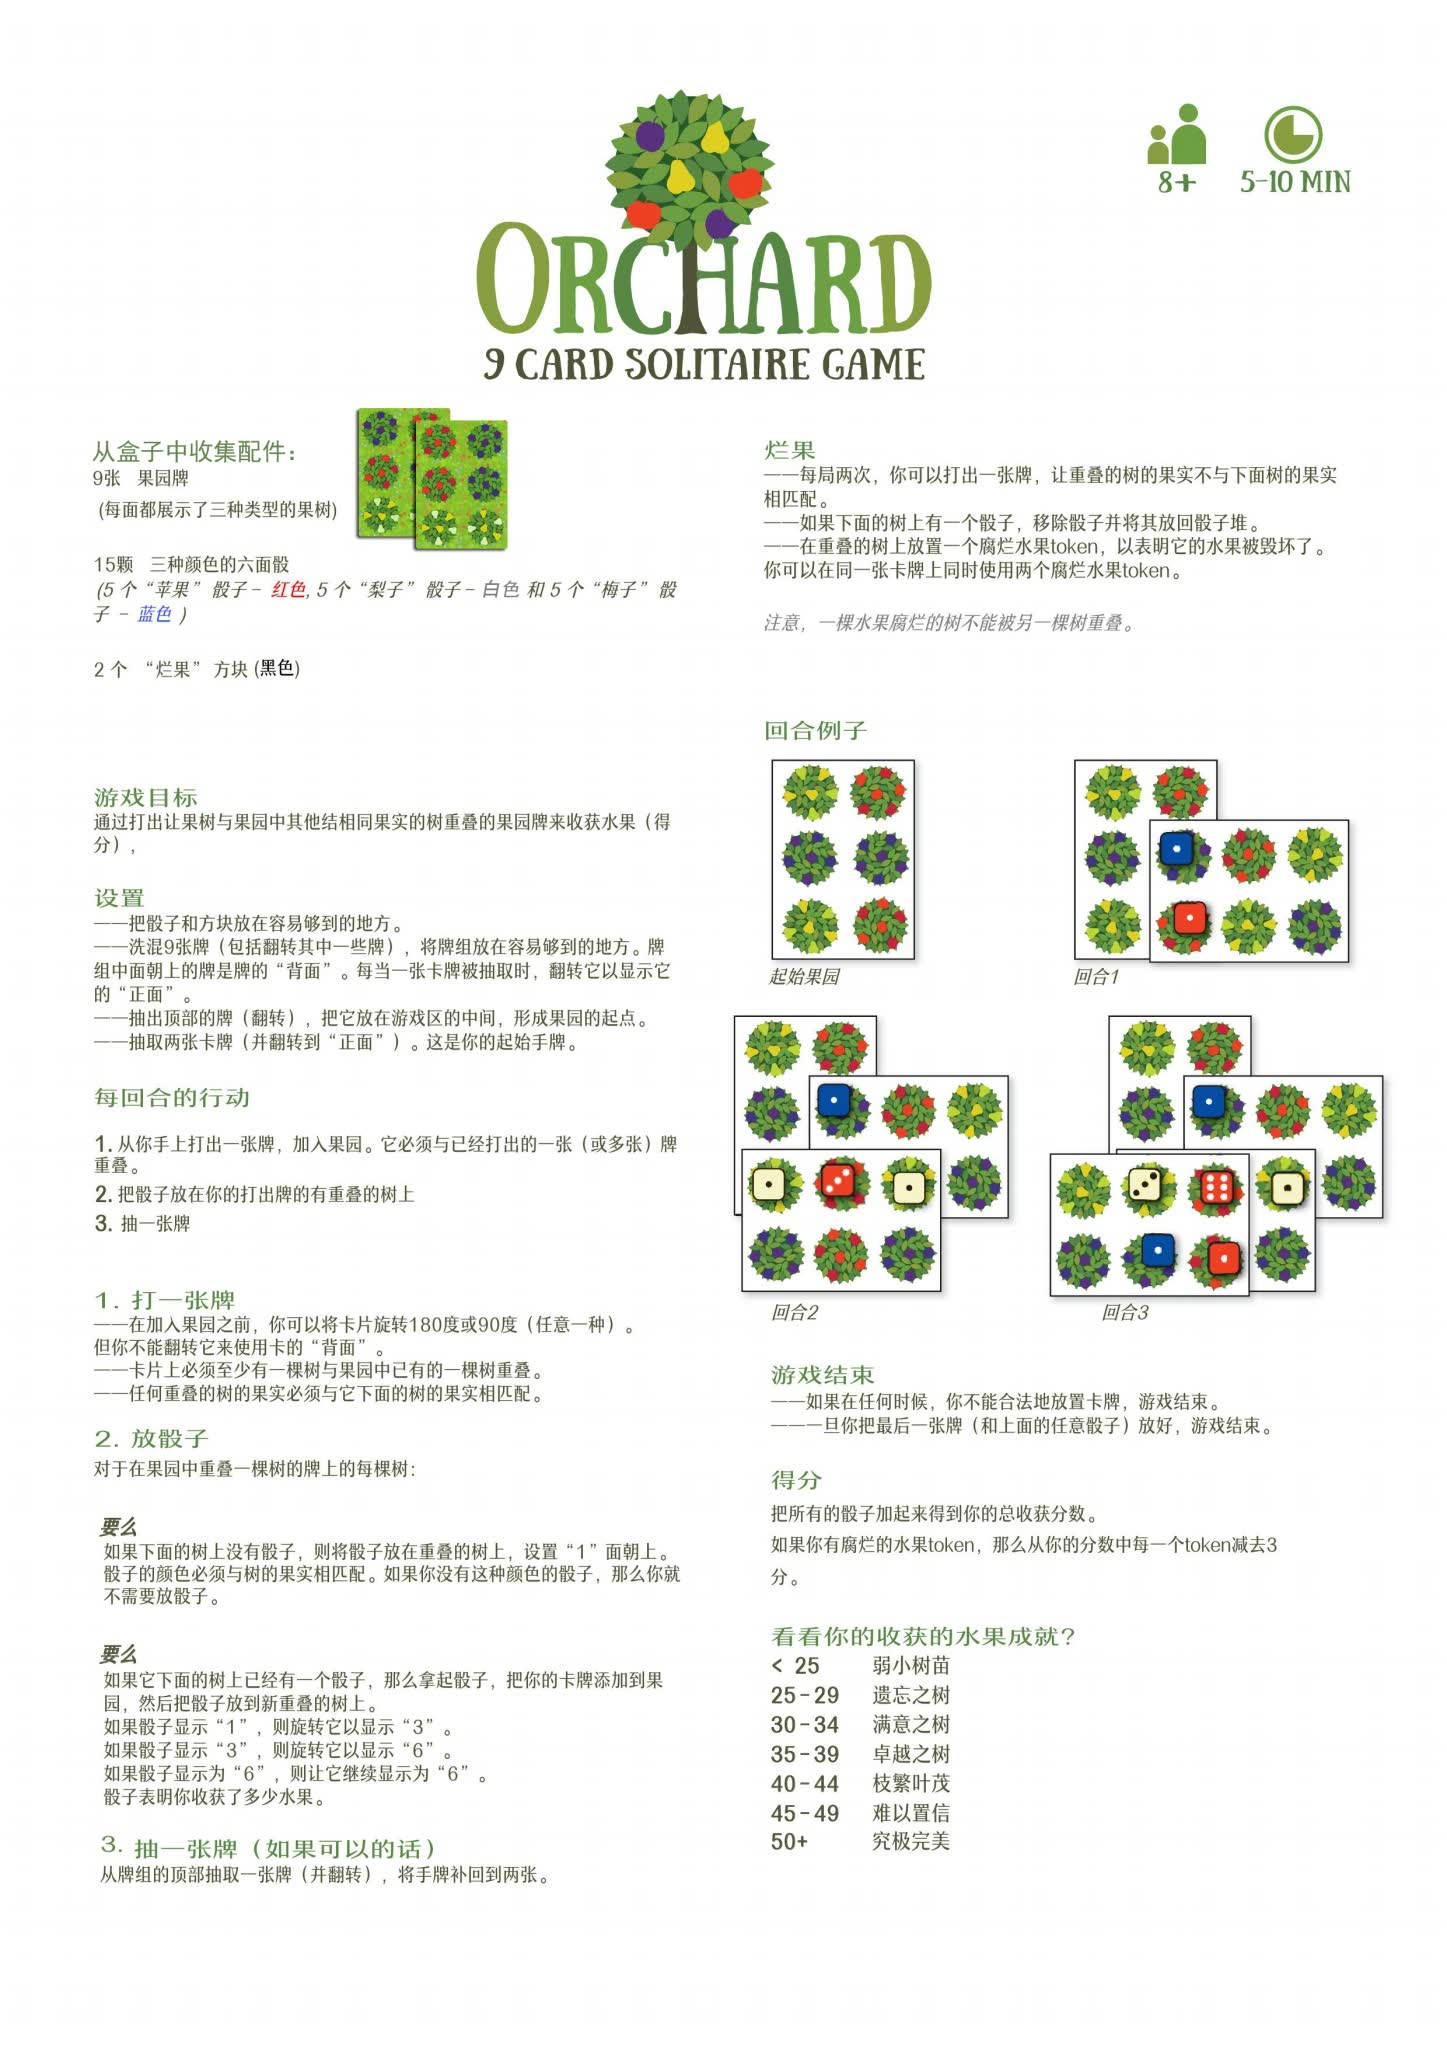 8+
5-10 MIN
ORCHARD
9 CARD SOLITAIRE GAME
从盒子中收集配件：
9张 果园牌
(每面都展示了三种类型的果树)
15颗 三种颜色的六面骰
(5 个“苹果” 骰子 – 红色, 5 个“梨子” 骰子 – 白色 和 5 个“梅子” 骰
子 – 蓝色 )
2 个 “烂果” 方块 (黑色)
游戏目标
通过打出让果树与果园中其他结相同果实的树重叠的果园牌来收获水果（得
分），
设置
——把骰子和方块放在容易够到的地方。
——洗混9张牌（包括翻转其中一些牌），将牌组放在容易够到的地方。牌
组中面朝上的牌是牌的“背面”。每当一张卡牌被抽取时，翻转它以显示它
的“正面”。
——抽出顶部的牌（翻转），把它放在游戏区的中间，形成果园的起点。
——抽取两张卡牌（并翻转到“正面”）。这是你的起始手牌。
每回合的行动
1. 从你手上打出一张牌，加入果园。它必须与已经打出的一张（或多张）牌
重叠。
2. 把骰子放在你的打出牌的有重叠的树上
3. 抽一张牌
1. 打一张牌
——在加入果园之前，你可以将卡片旋转180度或90度（任意一种）。
但你不能翻转它来使用卡的“背面”。
——卡片上必须至少有一棵树与果园中已有的一棵树重叠。
——任何重叠的树的果实必须与它下面的树的果实相匹配。
2. 放骰子
对于在果园中重叠一棵树的牌上的每棵树：
要么
如果下面的树上没有骰子，则将骰子放在重叠的树上，设置“1”面朝上。
骰子的颜色必须与树的果实相匹配。如果你没有这种颜色的骰子，那么你就
不需要放骰子。
要么
如果它下面的树上已经有一个骰子，那么拿起骰子，把你的卡牌添加到果
园，然后把骰子放到新重叠的树上。
如果骰子显示“1”，则旋转它以显示“3”。
如果骰子显示“3”，则旋转它以显示“6”。
如果骰子显示为“6”，则让它继续显示为“6”。
骰子表明你收获了多少水果。
3. 抽一张牌（如果可以的话）
从牌组的顶部抽取一张牌（并翻转），将手牌补回到两张。
烂果
——每局两次，你可以打出一张牌，让重叠的树的果实不与下面树的果实
相匹配。
——如果下面的树上有一个骰子，移除骰子并将其放回骰子堆。
——在重叠的树上放置一个腐烂水果token，以表明它的水果被毁坏了。
你可以在同一张卡牌上同时使用两个腐烂水果token。
注意，一棵水果腐烂的树不能被另一棵树重叠。
回合例子
起始果园
回合1
回合2
回合3
游戏结束
——如果在任何时候，你不能合法地放置卡牌，游戏结束。
——一旦你把最后一张牌（和上面的任意骰子）放好，游戏结束。
得分
把所有的骰子加起来得到你的总收获分数。
如果你有腐烂的水果token，那么从你的分数中每一个token减去3
分。
看看你的收获的水果成就？
< 25 弱小树苗
25-29 遗忘之树
30-34 满意之树
35-39 卓越之树
40-44 枝繁叶茂
45-49 难以置信
50+ 究极完美